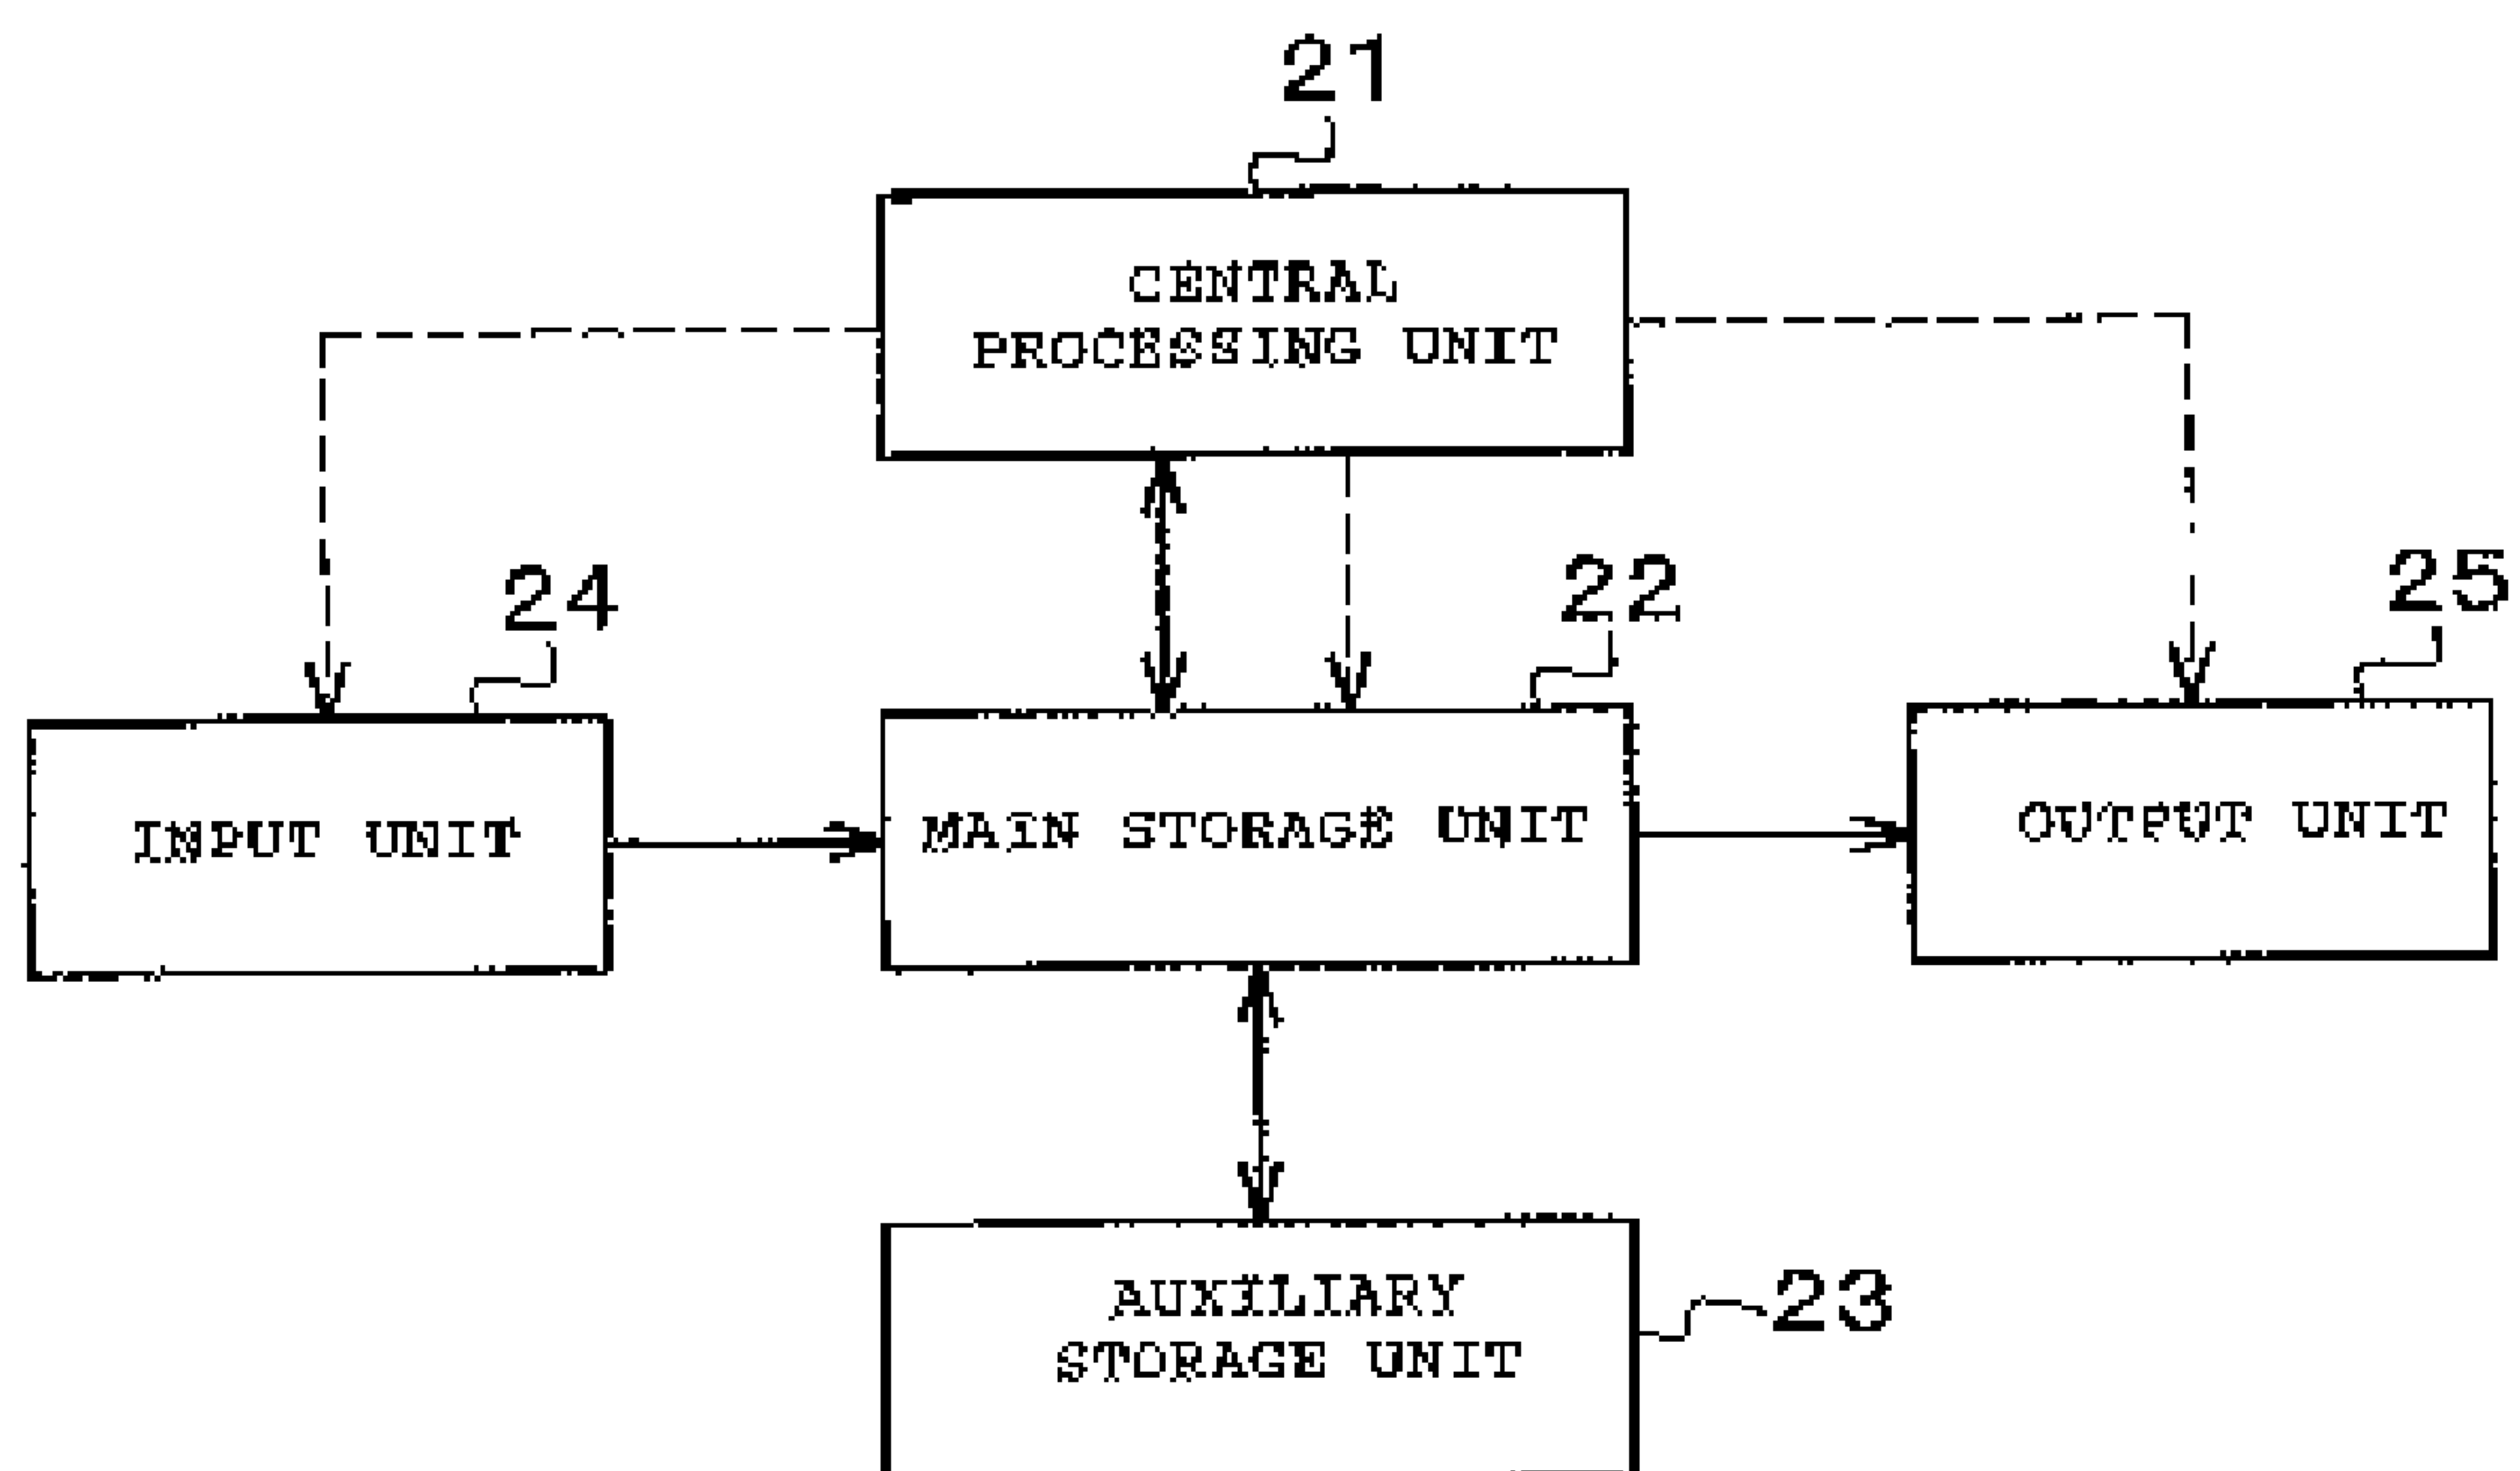 21
CENTRAL
PROCESSING UNIT
24
22
25
INPUT UNIT
MAIN STORAGE UNIT
OUTPUT UNIT
AUXILIARY
STORAGE UNIT
23